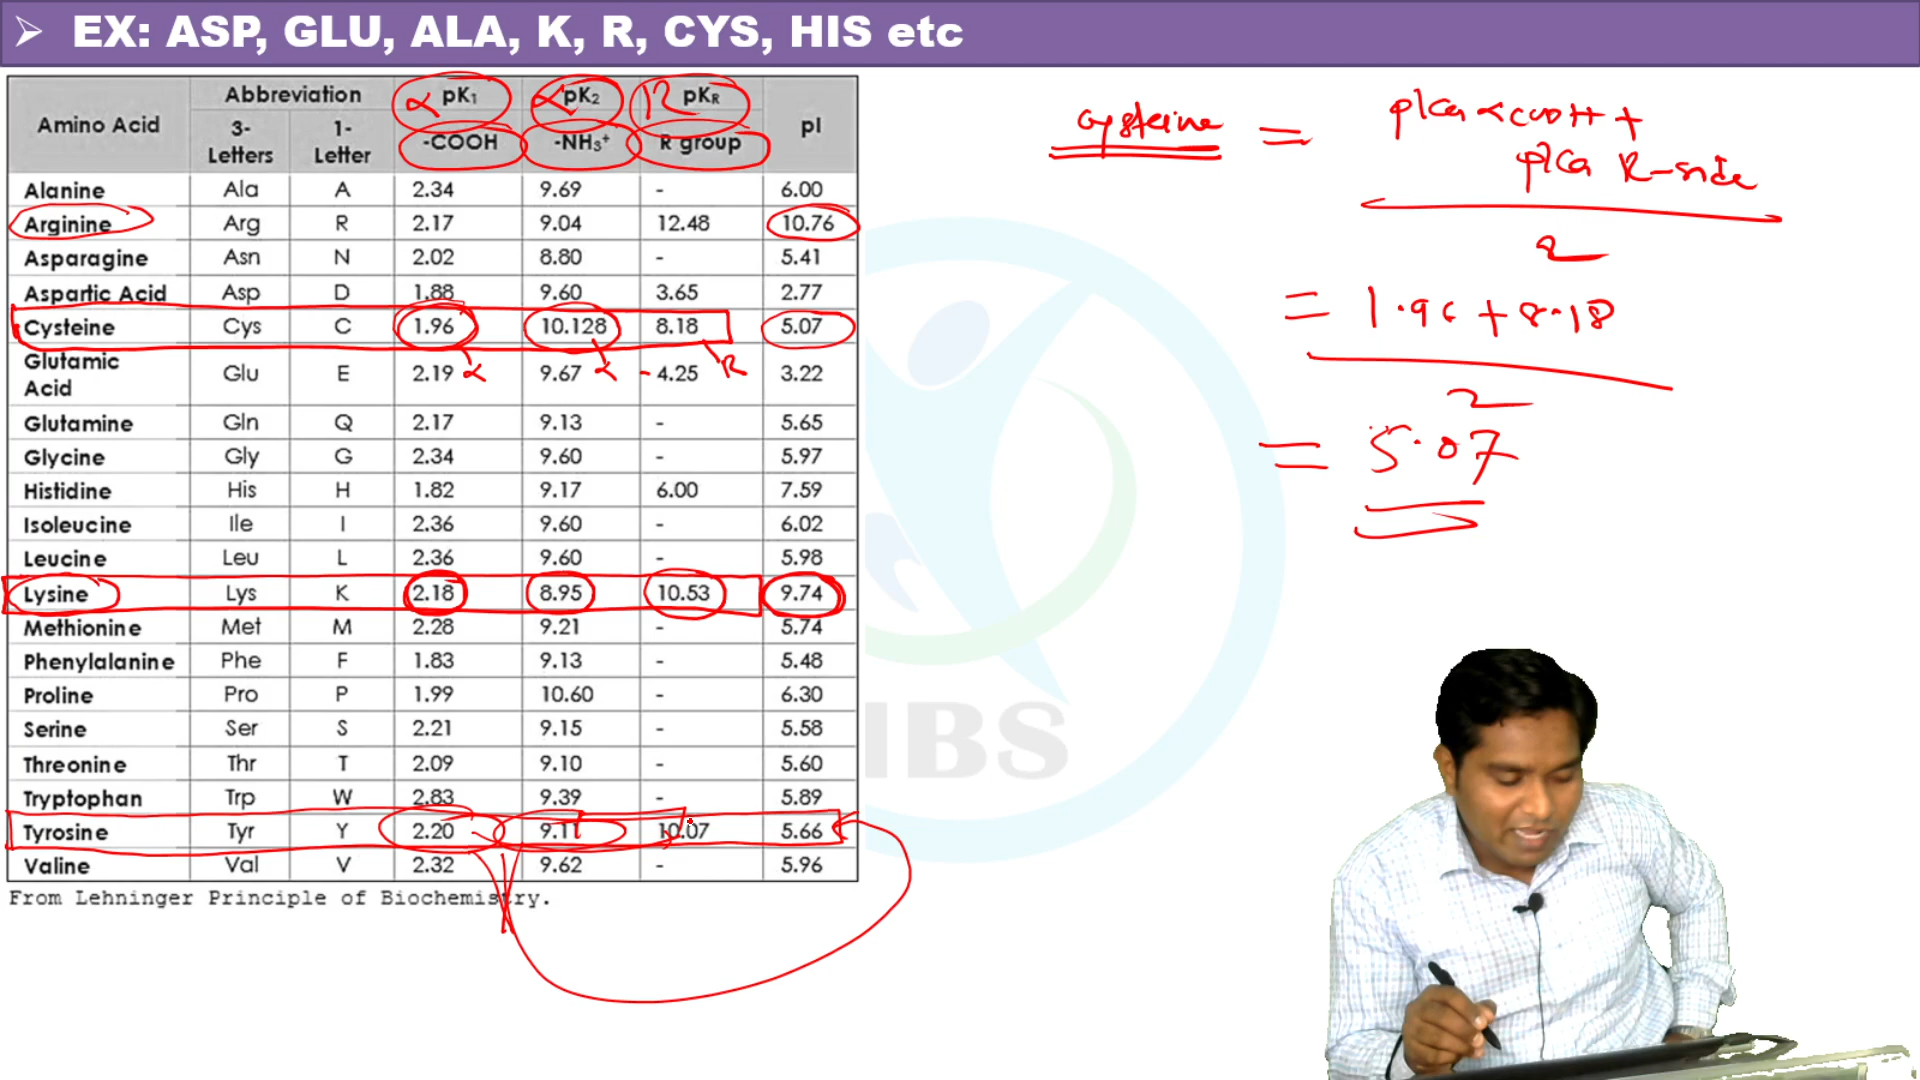 ➢ EX: ASP, GLU, ALA, K, R, CYS, HIS etc
Amino Acid Abbreviation pK₁ pK₂ pKR pI
3-Letters 1-Letter -COOH -NH₃⁺ R group
α α R
Alanine Ala A 2.34 9.69 - 6.00
Arginine Arg R 2.17 9.04 12.48 10.76
Asparagine Asn N 2.02 8.80 - 5.41
Aspartic Acid Asp D 1.88 9.60 3.65 2.77
Cysteine Cys C 1.96 10.128 8.18 5.07
α α R
Glutamic Acid Glu E 2.19 9.67 4.25 3.22
Glutamine Gln Q 2.17 9.13 - 5.65
Glycine Gly G 2.34 9.60 - 5.97
Histidine His H 1.82 9.17 6.00 7.59
Isoleucine Ile I 2.36 9.60 - 6.02
Leucine Leu L 2.36 9.60 - 5.98
Lysine Lys K 2.18 8.95 10.53 9.74
Methionine Met M 2.28 9.21 - 5.74
Phenylalanine Phe F 1.83 9.13 - 5.48
Proline Pro P 1.99 10.60 - 6.30
Serine Ser S 2.21 9.15 - 5.58
Threonine Thr T 2.09 9.10 - 5.60
Tryptophan Trp W 2.83 9.39 - 5.89
Tyrosine Tyr Y 2.20 9.11 10.07 5.66
Valine Val V 2.32 9.62 - 5.96
From Lehninger Principle of Biochemistry.
cysteine = pka αCOOH +
pka R-side
2
= 1.96 + 8.18
2
= 5.07
IBS